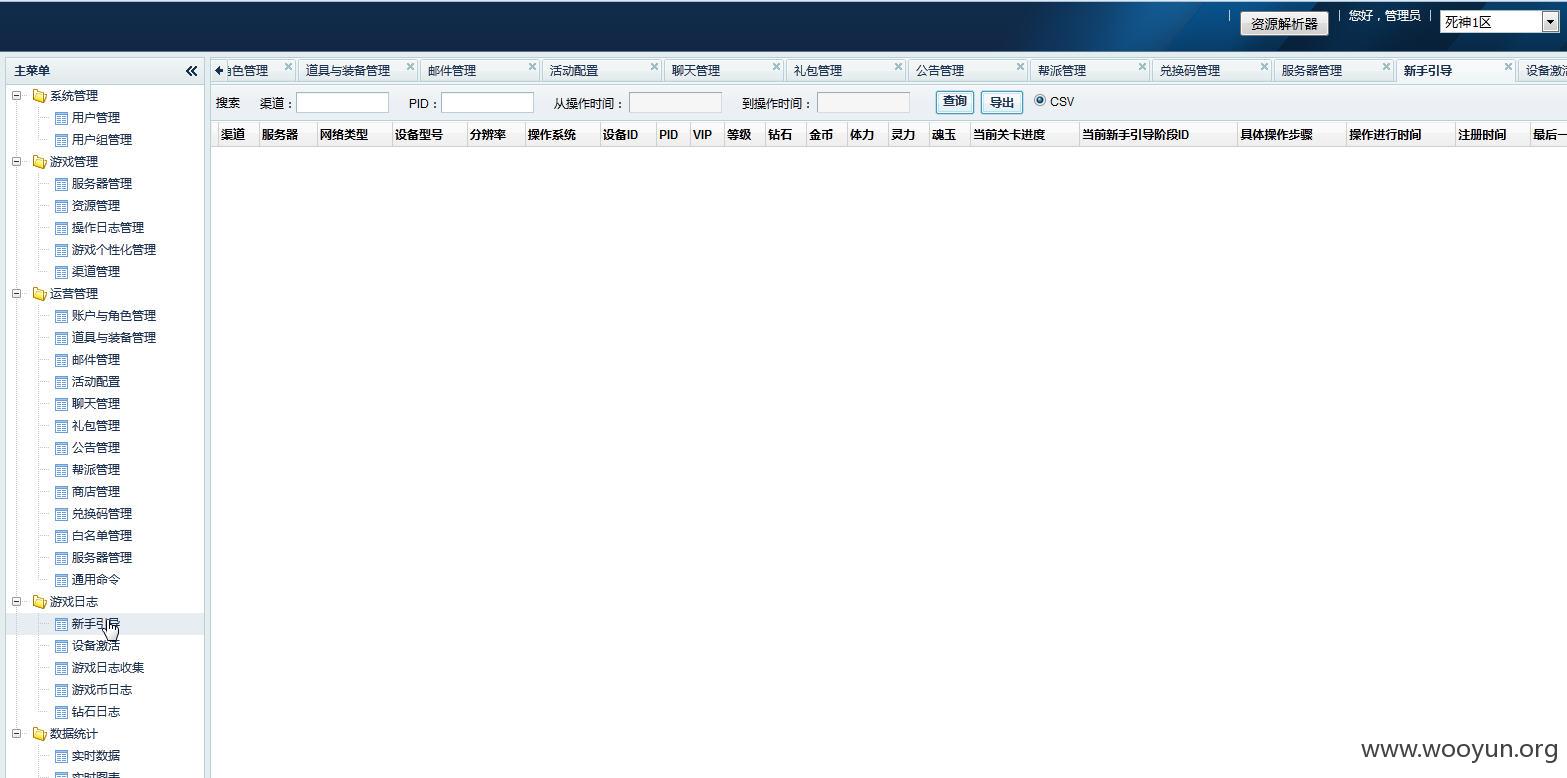 资源解析器 您好，管理员 死神1区
主菜单
角色管理 道具与装备管理 邮件管理 活动配置 聊天管理 礼包管理 公告管理 帮派管理 兑换码管理 服务器管理 新手引导 设备激活
搜索 渠道： PID： 从操作时间： 到操作时间： 查询 导出 CSV
渠道 服务器 网络类型 设备型号 分辨率 操作系统 设备ID PID VIP 等级 钻石 金币 体力 灵力 魂玉 当前关卡进度 当前新手引导阶段ID 具体操作步骤 操作进行时间 注册时间 最后一
系统管理
用户管理
用户组管理
游戏管理
服务器管理
资源管理
操作日志管理
游戏个性化管理
渠道管理
运营管理
账户与角色管理
道具与装备管理
邮件管理
活动配置
聊天管理
礼包管理
公告管理
帮派管理
商店管理
兑换码管理
白名单管理
服务器管理
通用命令
游戏日志
新手引导
设备激活
游戏日志收集
游戏币日志
钻石日志
数据统计
实时数据
实时图表
www.wooyun.org